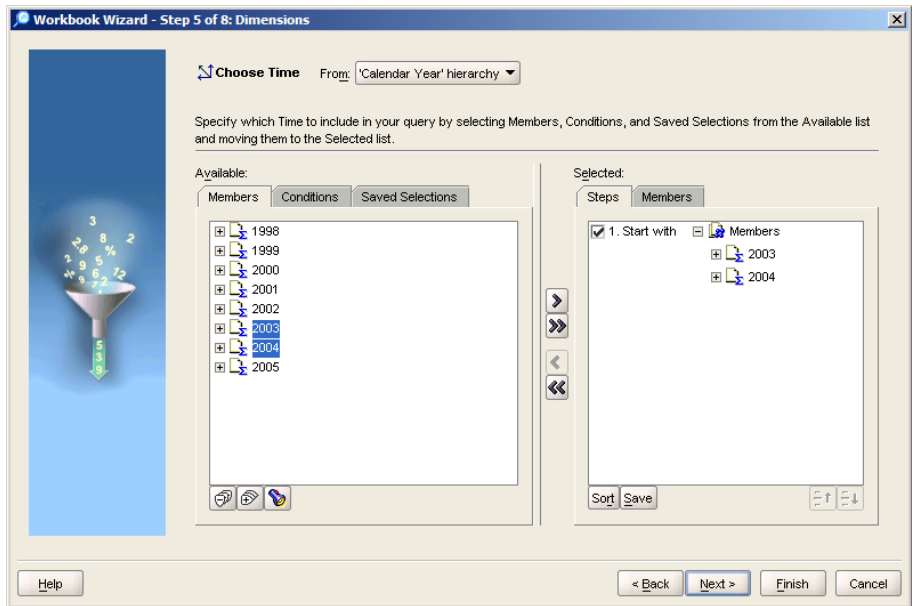 Workbook Wizard - Step 5 of 8: Dimensions
Choose Time From: 'Calendar Year' hierarchy
Specify which Time to include in your query by selecting Members, Conditions, and Saved Selections from the Available list
and moving them to the Selected list.
Available:
Members Conditions Saved Selections
1998
1999
2000
2001
2002
2003
2004
2005
Selected:
Steps Members
1. Start with Members
2003
2004
Sort Save
Help < Back Next > Finish Cancel